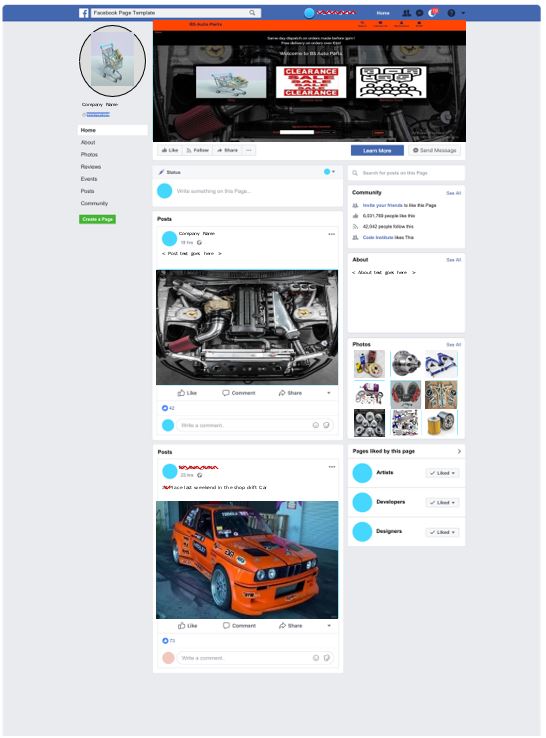 Facebook Page Template
Home
BS Auto Parts
Same day dispatch on orders made before 1pm!
Free delivery on orders over £50!
Welcome to BS Auto Parts
CLEARANCE
SALE
SALE
SALE
CLEARANCE
Company Name
Home
About
Photos
Reviews
Events
Posts
Community
Create a Page
Like
Follow
Share
Learn More
Send Message
Status
Write something on this Page...
Posts
Company Name
19 hrs
< Post text goes here >
Like
Comment
Share
42
Write a comment.
Posts
23 hrs
race last weekend in the shop drift Car
Like
Comment
Share
73
Write a comment.
Search for posts on this Page
Community
See All
Invite your friends to like this Page
6,931,769 people like this
42,042 people follow this
Code Institute likes This
About
See All
< About text goes here >
Photos
See All
Pages liked by this page
Artists
Liked
Developers
Liked
Designers
Liked